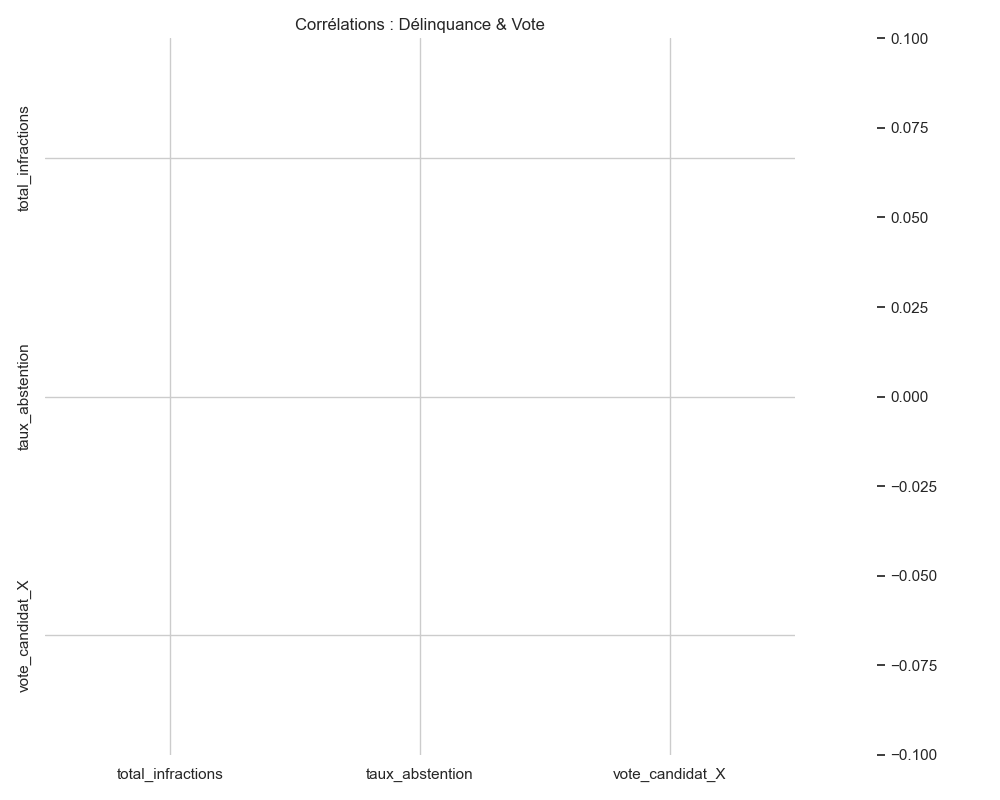 Corrélations : Délinquance & Vote
total_infractions
taux_abstention
vote_candidat_X
total_infractions
taux_abstention
vote_candidat_X
0.100
0.075
0.050
0.025
0.000
−0.025
−0.050
−0.075
−0.100